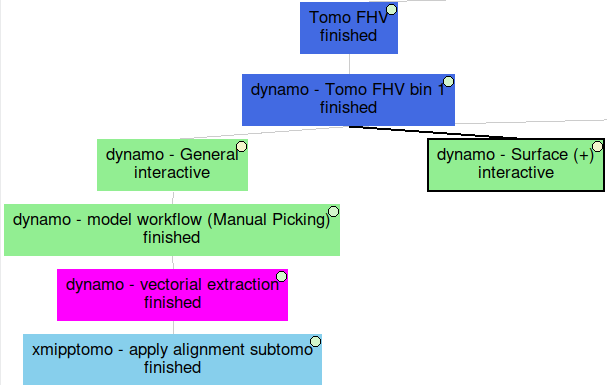 Tomo FHV
finished
dynamo - Tomo FHV bin 1
finished
dynamo - General
interactive
dynamo - Surface (+)
interactive
dynamo - model workflow (Manual Picking)
finished
dynamo - vectorial extraction
finished
xmipptomo - apply alignment subtomo
finished